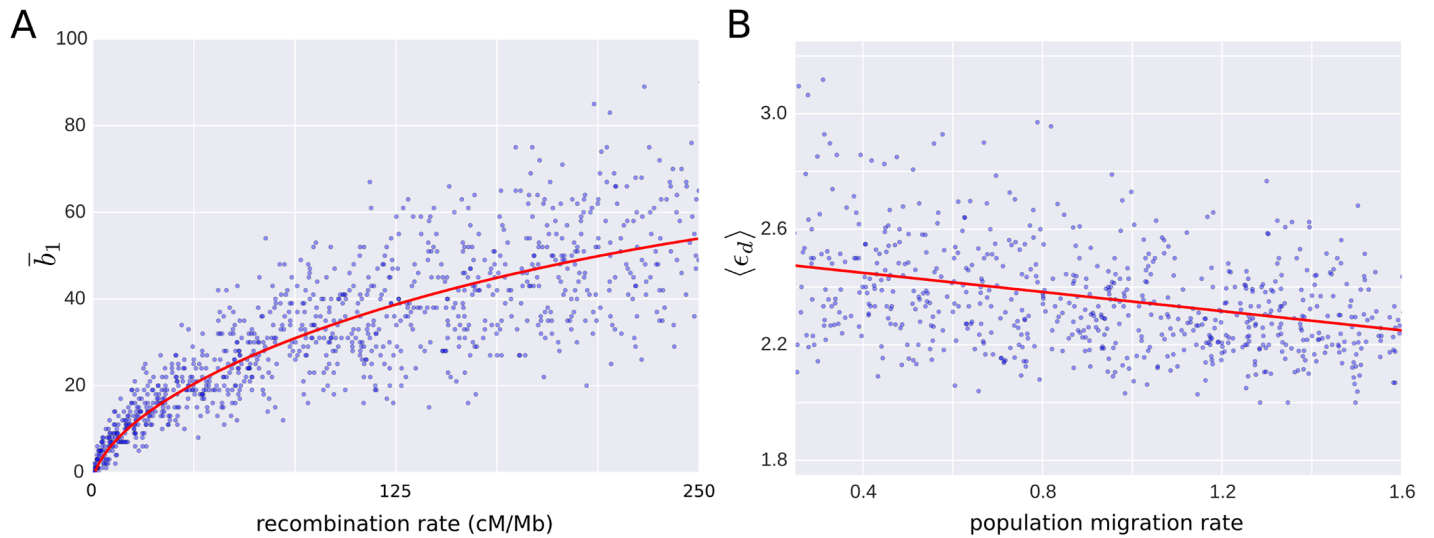 A
100
80
60
40
20
0
b̅₁
0 125 250
recombination rate (cM/Mb)
B
3.0
2.6
2.2
1.8
⟨ϵ_d⟩
0.4 0.8 1.2 1.6
population migration rate